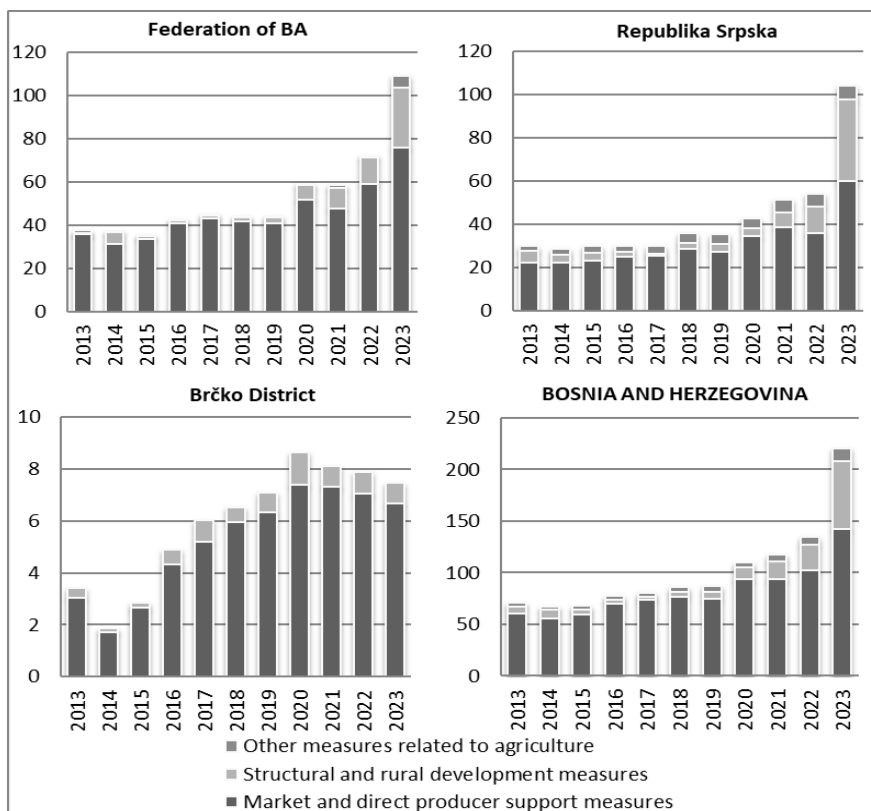 Federation of BA
120
100
80
60
40
20
0
2013 2014 2015 2016 2017 2018 2019 2020 2021 2022 2023
Republika Srpska
120
100
80
60
40
20
0
2013 2014 2015 2016 2017 2018 2019 2020 2021 2022 2023
Brčko District
10
8
6
4
2
0
2013 2014 2015 2016 2017 2018 2019 2020 2021 2022 2023
BOSNIA AND HERZEGOVINA
250
200
150
100
50
0
2013 2014 2015 2016 2017 2018 2019 2020 2021 2022 2023
Other measures related to agriculture
Structural and rural development measures
Market and direct producer support measures